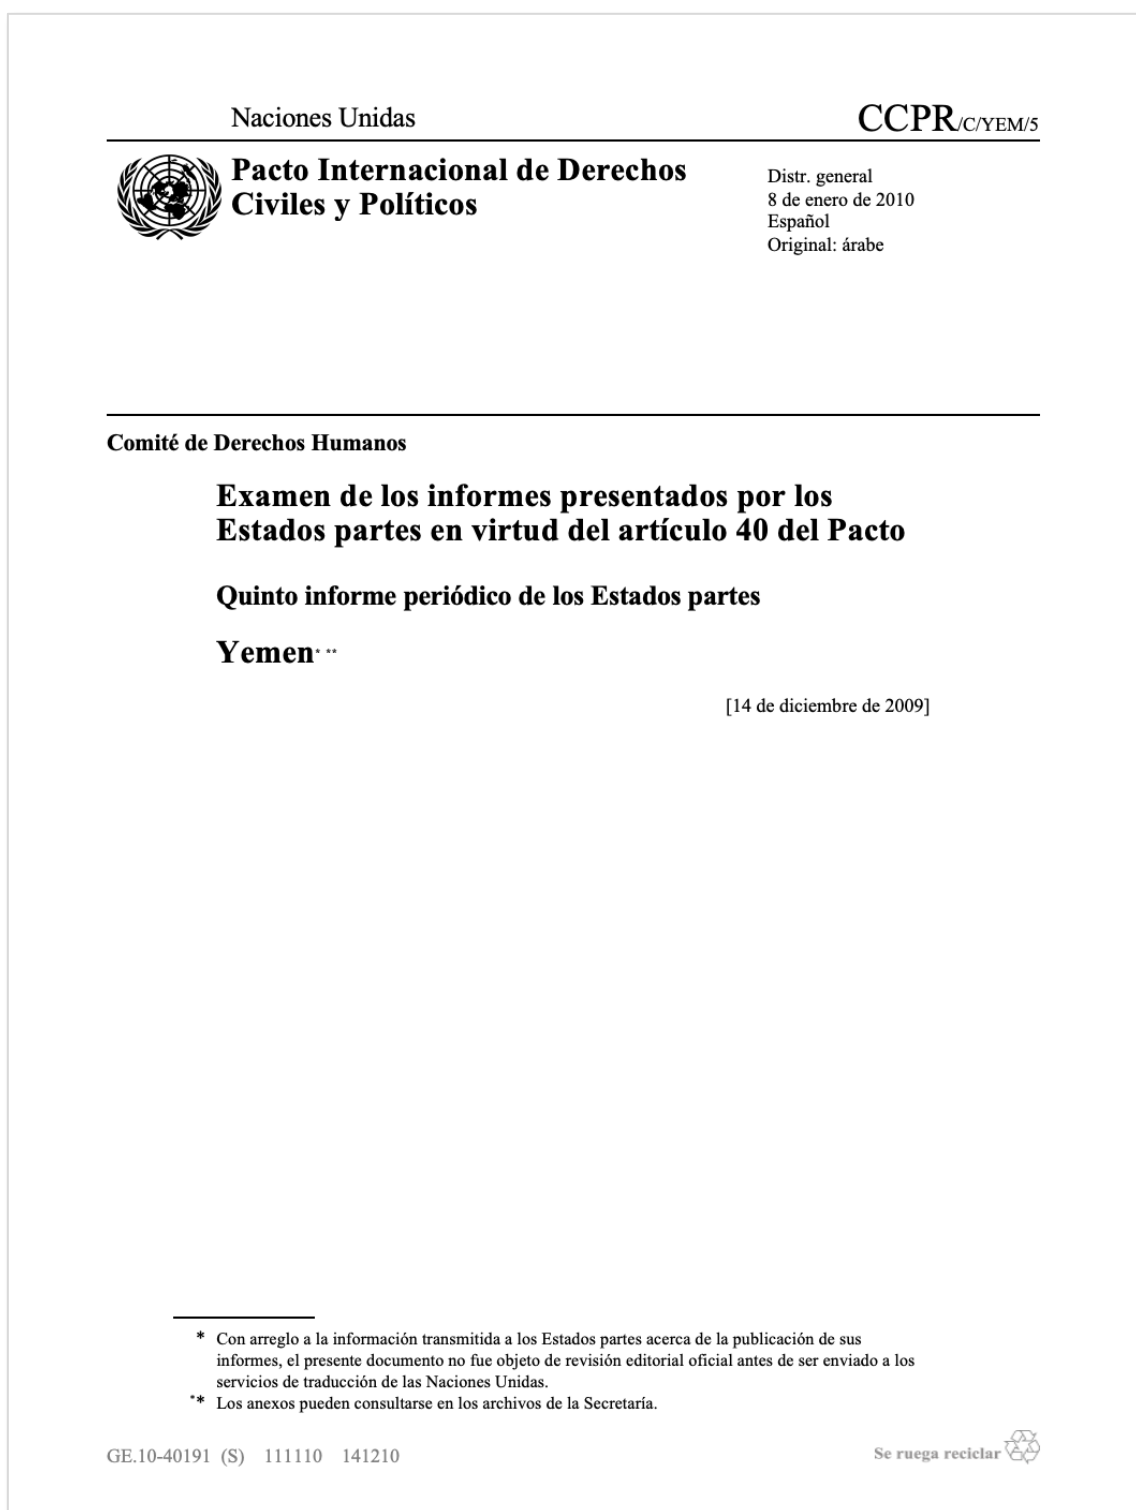 Naciones Unidas CCPR/C/YEM/5
Pacto Internacional de Derechos
Civiles y Políticos
Distr. general
8 de enero de 2010
Español
Original: árabe
Comité de Derechos Humanos
Examen de los informes presentados por los
Estados partes en virtud del artículo 40 del Pacto
Quinto informe periódico de los Estados partes
Yemen* **
[14 de diciembre de 2009]
* Con arreglo a la información transmitida a los Estados partes acerca de la publicación de sus
informes, el presente documento no fue objeto de revisión editorial oficial antes de ser enviado a los
servicios de traducción de las Naciones Unidas.
** Los anexos pueden consultarse en los archivos de la Secretaría.
GE.10-40191 (S) 111110 141210
Se ruega reciclar